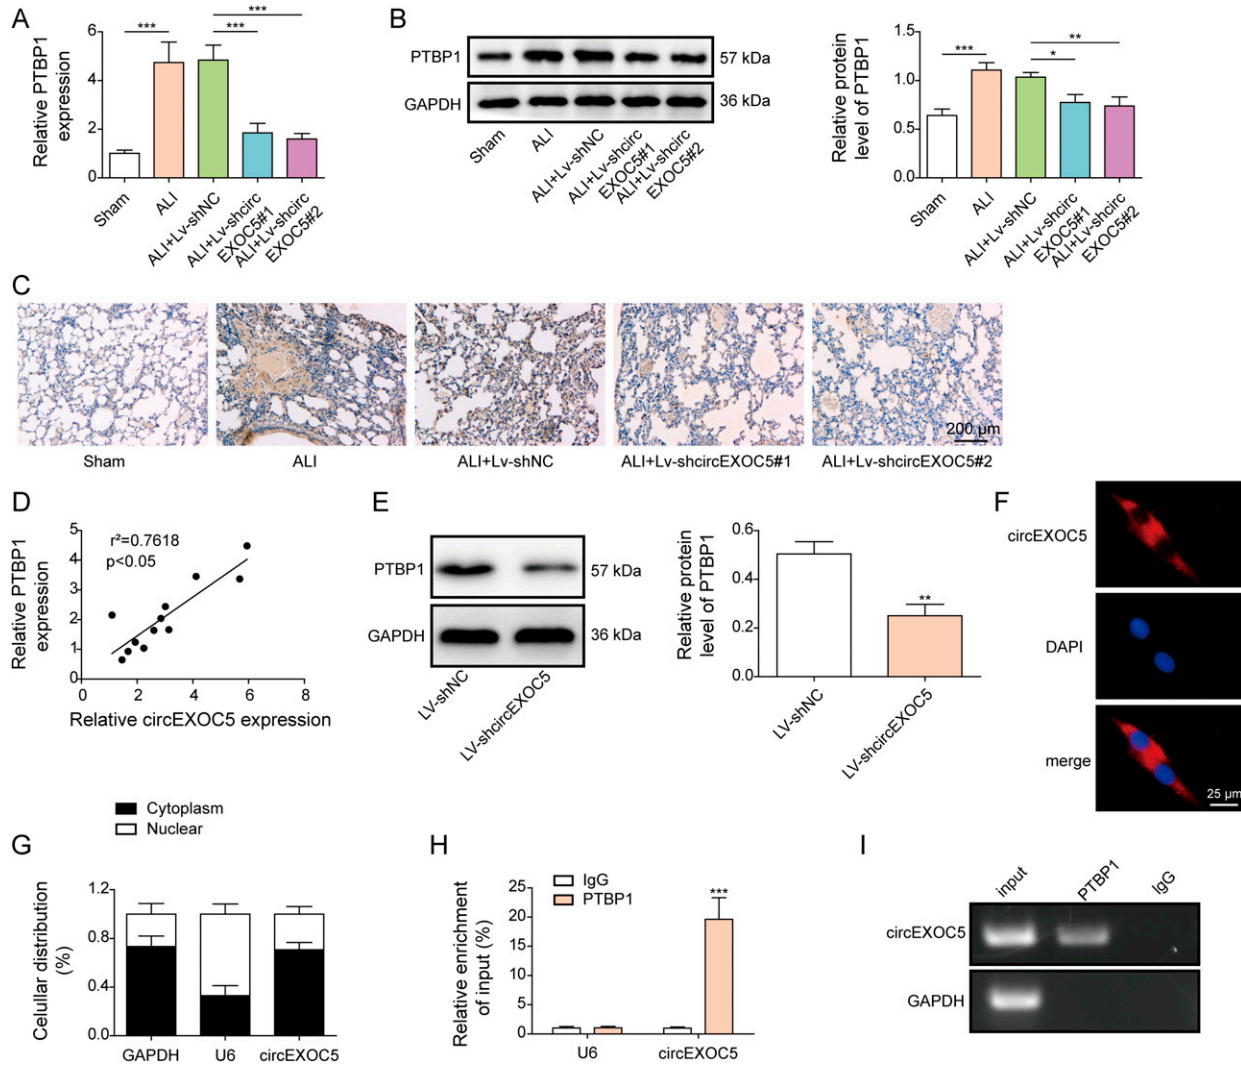 A
Relative PTBP1
expression
6
4
2
0
***
***
***
Sham
ALI
ALI+Lv-shNC
ALI+Lv-shcirc
EXOC5#1
ALI+Lv-shcirc
EXOC5#2
B
PTBP1
57 kDa
GAPDH
36 kDa
Sham
ALI
ALI+Lv-shNC
ALI+Lv-shcirc
EXOC5#1
ALI+Lv-shcirc
EXOC5#2
Relative protein
level of PTBP1
1.5
1.0
0.5
0.0
***
**
*
Sham
ALI
ALI+Lv-shNC
ALI+Lv-shcirc
EXOC5#1
ALI+Lv-shcirc
EXOC5#2
C
200 µm
Sham
ALI
ALI+Lv-shNC
ALI+Lv-shcircEXOC5#1
ALI+Lv-shcircEXOC5#2
D
Relative PTBP1
expression
5
4
3
2
1
0
r²=0.7618
p<0.05
0 2 4 6 8
Relative circEXOC5 expression
E
PTBP1
57 kDa
GAPDH
36 kDa
LV-shNC
LV-shcircEXOC5
Relative protein
level of PTBP1
0.6
0.4
0.2
0.0
**
LV-shNC
LV-shcircEXOC5
F
circEXOC5
DAPI
merge
25 µm
Cytoplasm
Nuclear
G
Celullar distribution
(%)
1.2
0.8
0.4
0.0
GAPDH U6 circEXOC5
H
IgG
PTBP1
Relative enrichment
of input (%)
25
20
15
10
5
0
***
U6 circEXOC5
I
input PTBP1 IgG
circEXOC5
GAPDH